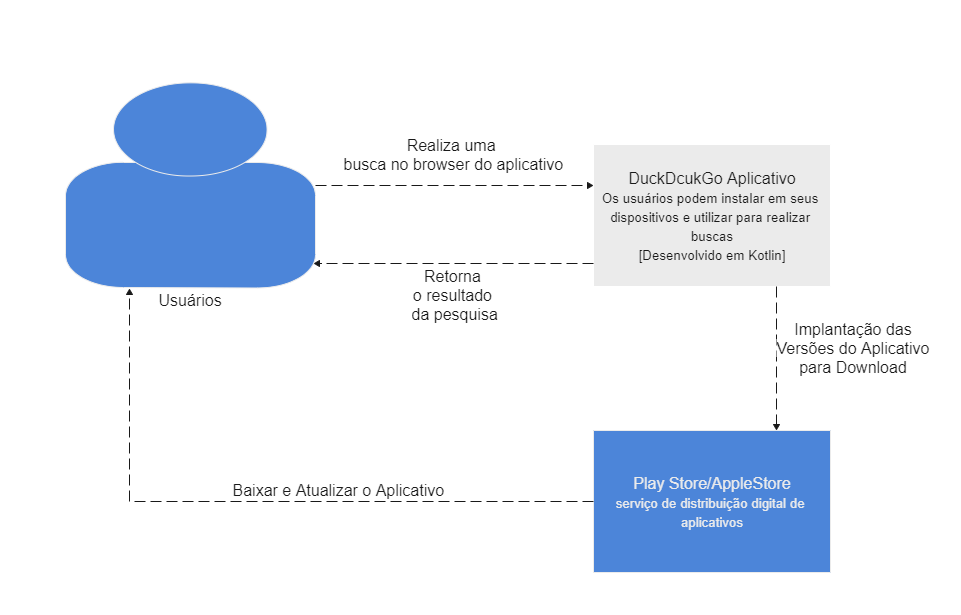 Realiza uma
busca no browser do aplicativo
DuckDcukGo Aplicativo
Os usuários podem instalar em seus
dispositivos e utilizar para realizar
buscas
[Desenvolvido em Kotlin]
Retorna
o resultado
da pesquisa
Usuários
Implantação das
Versões do Aplicativo
para Download
Baixar e Atualizar o Aplicativo
Play Store/AppleStore
serviço de distribuição digital de
aplicativos